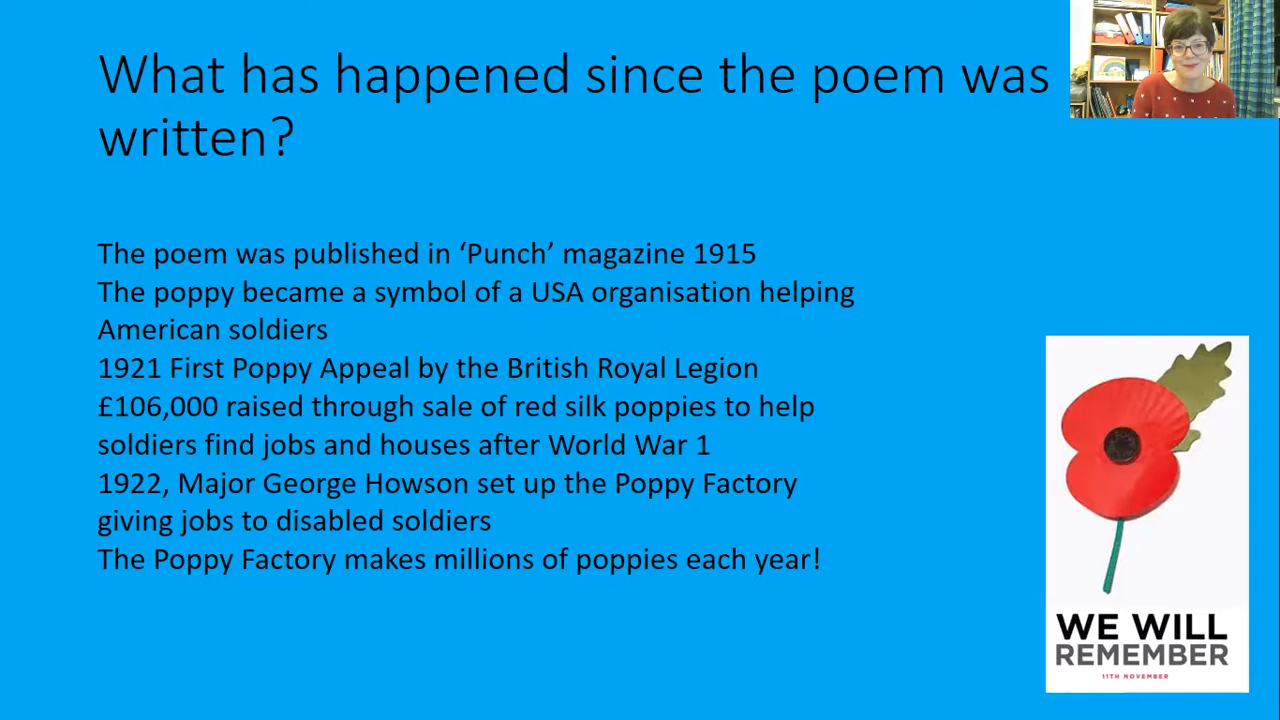 What has happened since the poem was
written?
The poem was published in ‘Punch’ magazine 1915
The poppy became a symbol of a USA organisation helping
American soldiers
1921 First Poppy Appeal by the British Royal Legion
£106,000 raised through sale of red silk poppies to help
soldiers find jobs and houses after World War 1
1922, Major George Howson set up the Poppy Factory
giving jobs to disabled soldiers
The Poppy Factory makes millions of poppies each year!
WE WILL
REMEMBER
11TH NOVEMBER